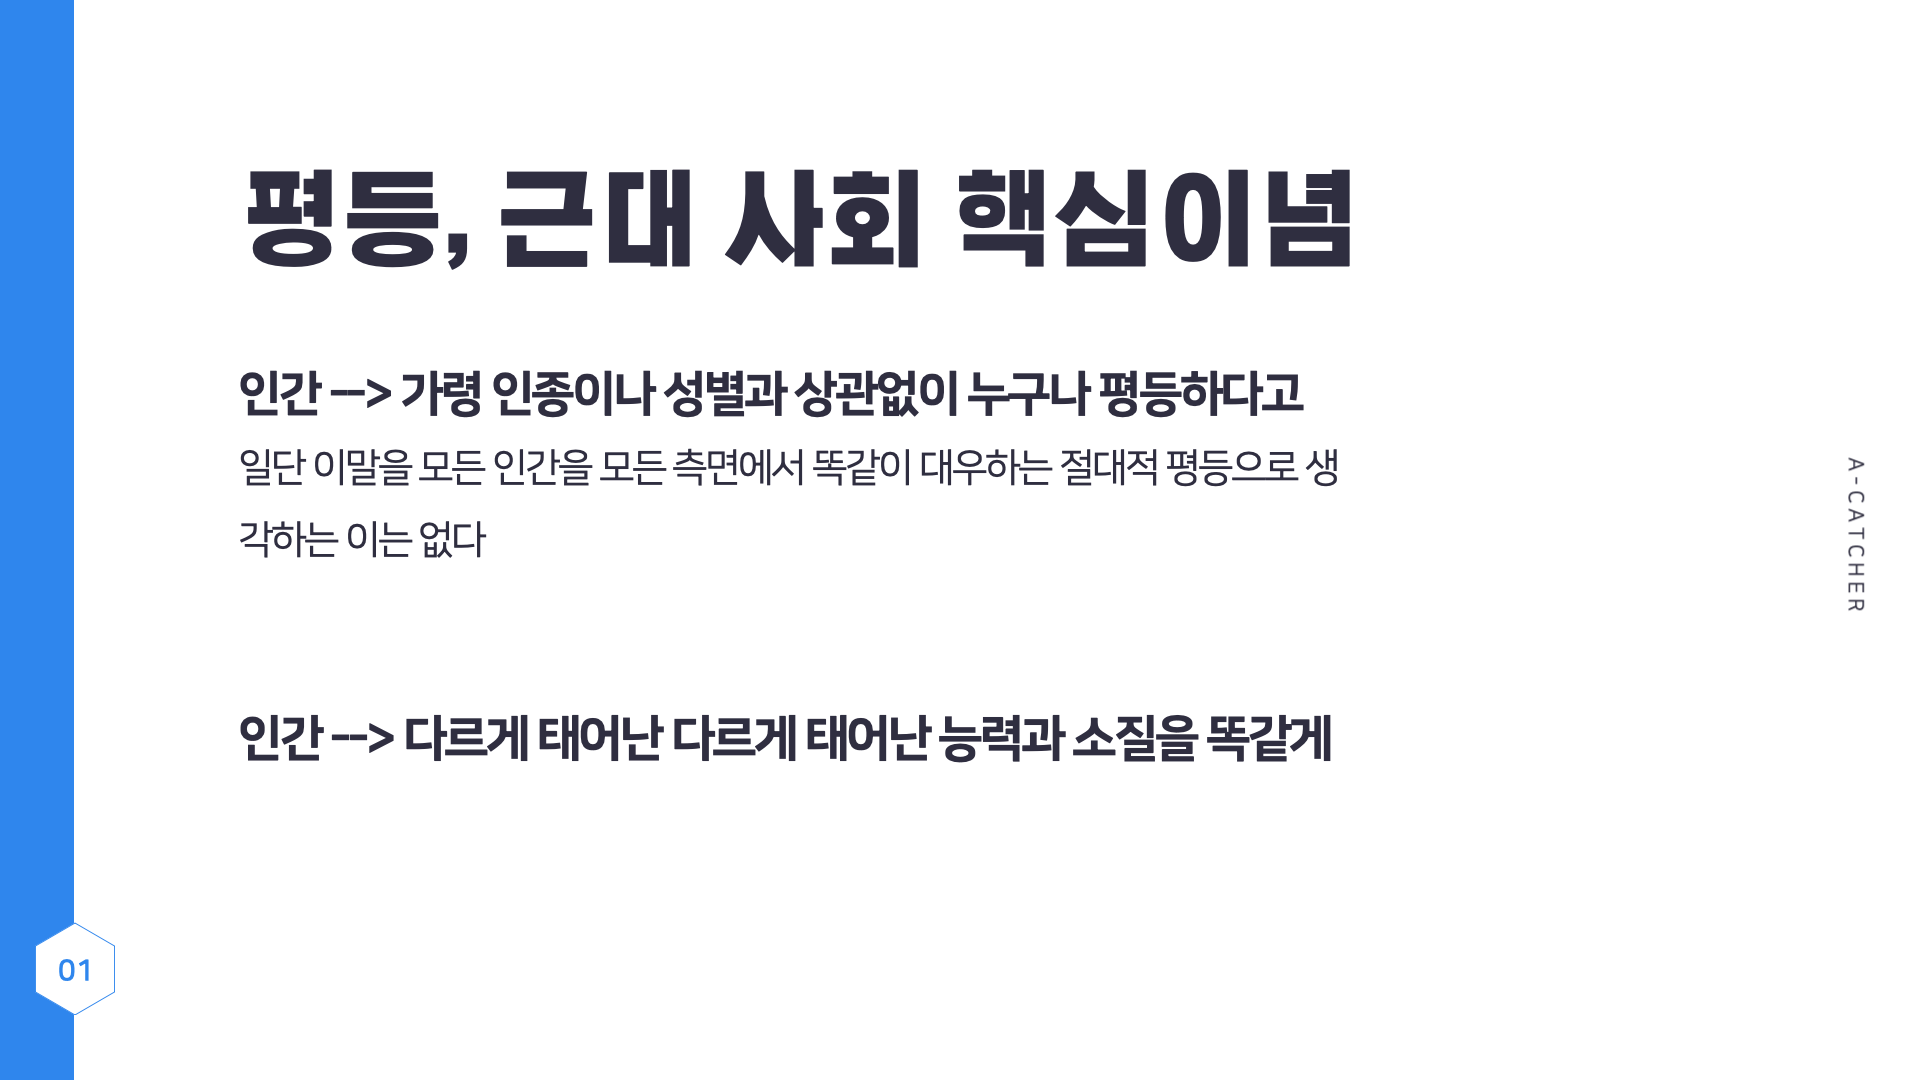 평등, 근대 사회 핵심이념
인간 --> 가령 인종이나 성별과 상관없이 누구나 평등하다고
일단 이말을 모든 인간을 모든 측면에서 똑같이 대우하는 절대적 평등으로 생
각하는 이는 없다
인간 --> 다르게 태어난 다르게 태어난 능력과 소질을 똑같게
A-CATCHER
01